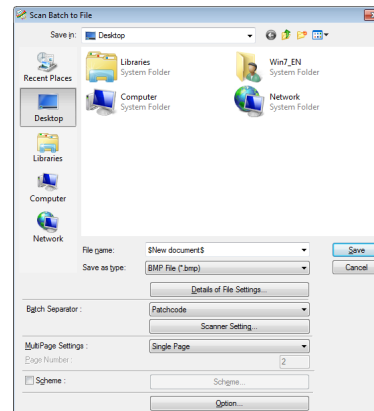 Scan Batch to File
Save in: Desktop
Recent Places
Desktop
Libraries
Computer
Network
Libraries
System Folder
Win7_EN
System Folder
Computer
System Folder
Network
System Folder
File name: $New document$ Save
Save as type: BMP File (*.bmp) Cancel
Details of File Settings...
Batch Separator : Patchcode
Scanner Setting...
MultiPage Settings : Single Page
Page Number : 2
Scheme : Scheme...
Option...